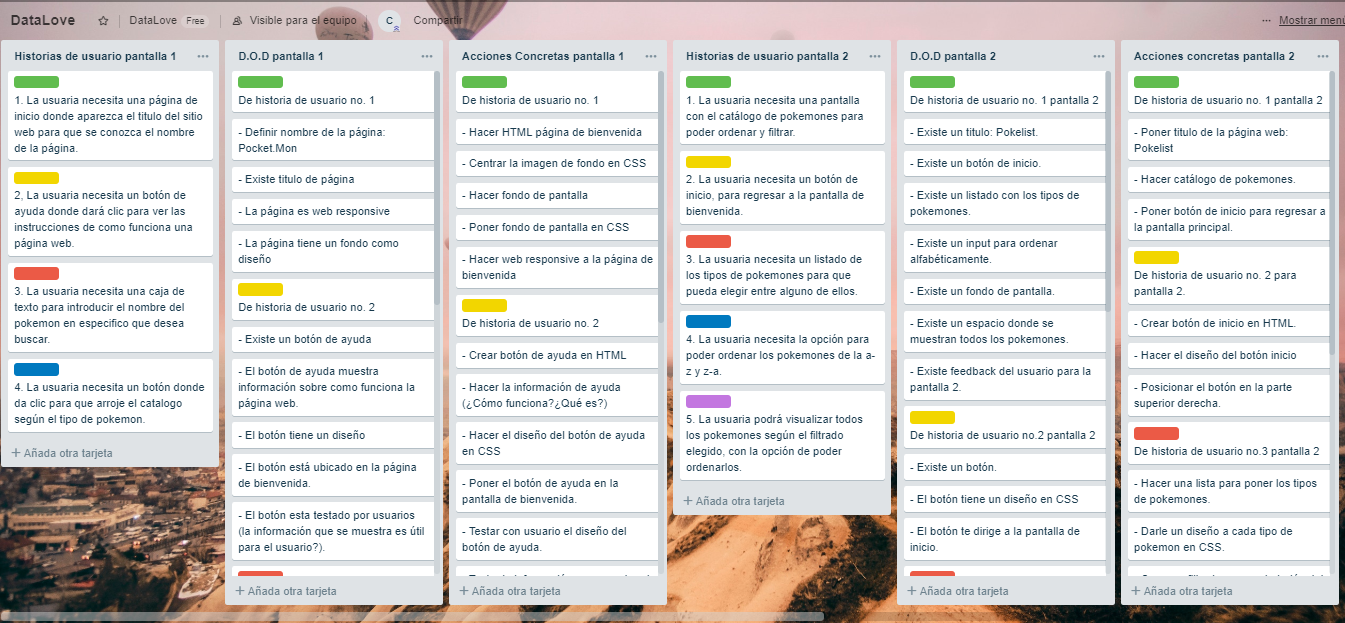 DataLove
DataLove
Free
Visible para el equipo
C
Compartir
Mostrar menú
Historias de usuario pantalla 1
1. La usuaria necesita una página de
inicio donde aparezca el titulo del sitio
web para que se conozca el nombre
de la página.
2, La usuaria necesita un botón de
ayuda donde dará clic para ver las
instrucciones de como funciona una
página web.
3. La usuaria necesita una caja de
texto para introducir el nombre del
pokemon en especifico que desea
buscar.
4. La usuaria necesita un botón donde
da clic para que arroje el catalogo
según el tipo de pokemon.
+ Añada otra tarjeta
D.O.D pantalla 1
De historia de usuario no. 1
- Definir nombre de la página:
Pocket.Mon
- Existe titulo de página
- La página es web responsive
- La página tiene un fondo como
diseño
De historia de usuario no. 2
- Existe un botón de ayuda
- El botón de ayuda muestra
información sobre como funciona la
página web.
- El botón tiene un diseño
- El botón está ubicado en la página
de bienvenida.
- El botón esta testado por usuarios
(la información que se muestra es útil
para el usuario?).
+ Añada otra tarjeta
Acciones Concretas pantalla 1
De historia de usuario no. 1
- Hacer HTML página de bienvenida
- Centrar la imagen de fondo en CSS
- Hacer fondo de pantalla
- Poner fondo de pantalla en CSS
- Hacer web responsive a la página de
bienvenida
De historia de usuario no. 2
- Crear botón de ayuda en HTML
- Hacer la información de ayuda
(¿Cómo funciona?¿Qué es?)
- Hacer el diseño del botón de ayuda
en CSS
- Poner el botón de ayuda en la
pantalla de bienvenida.
- Testar con usuario el diseño del
botón de ayuda.
+ Añada otra tarjeta
Historias de usuario pantalla 2
1. La usuaria necesita una pantalla
con el catálogo de pokemones para
poder ordenar y filtrar.
2. La usuaria necesita un botón de
inicio, para regresar a la pantalla de
bienvenida.
3. La usuaria necesita un listado de
los tipos de pokemones para que
pueda elegir entre alguno de ellos.
4. La usuaria necesita la opción para
poder ordenar los pokemones de la a-
z y z-a.
5. La usuaria podrá visualizar todos
los pokemones según el filtrado
elegido, con la opción de poder
ordenarlos.
+ Añada otra tarjeta
D.O.D pantalla 2
De historia de usuario no. 1 pantalla 2
- Existe un titulo: Pokelist.
- Existe un botón de inicio.
- Existe un listado con los tipos de
pokemones.
- Existe un input para ordenar
alfabéticamente.
- Existe un fondo de pantalla.
- Existe un espacio donde se
muestran todos los pokemones.
- Existe feedback del usuario para la
pantalla 2.
De historia de usuario no.2 pantalla 2
- Existe un botón.
- El botón tiene un diseño en CSS
- El botón te dirige a la pantalla de
inicio.
+ Añada otra tarjeta
Acciones concretas pantalla 2
De historia de usuario no. 1 pantalla 2
- Poner titulo de la página web:
Pokelist
- Hacer catálogo de pokemones.
- Poner botón de inicio para regresar a
la pantalla principal.
De historia de usuario no. 2 para
pantalla 2.
- Crear botón de inicio en HTML.
- Hacer el diseño del botón inicio
- Posicionar el botón en la parte
superior derecha.
De historia de usuario no.3 pantalla 2
- Hacer una lista para poner los tipos
de pokemones.
- Darle un diseño a cada tipo de
pokemon en CSS.
+ Añada otra tarjeta